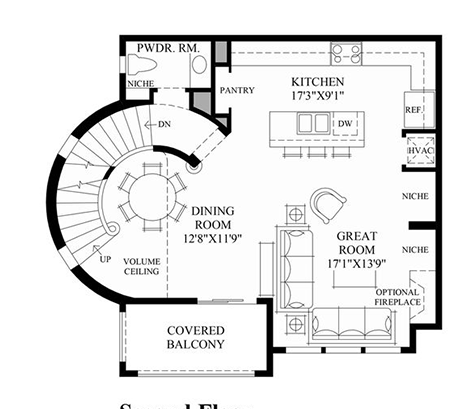 PWDR. RM.
NICHE
PANTRY
KITCHEN
17'3"X9'1"
REF.
DW
DN
HVAC
NICHE
DINING
ROOM
12'8"X11'9"
GREAT
ROOM
17'1"X13'9"
NICHE
UP
VOLUME
CEILING
OPTIONAL
FIREPLACE
COVERED
BALCONY